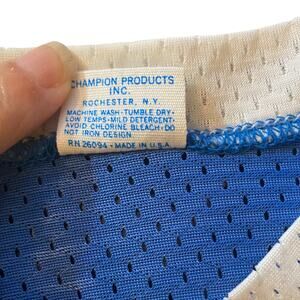 CHAMPION PRODUCTS
INC.
ROCHESTER, N.Y.
MACHINE WASH • TUMBLE DRY •
LOW TEMPS • MILD DETERGENT •
AVOID CHLORINE BLEACH • DO
NOT IRON DESIGN
RN 26094 • MADE IN U.S.A.